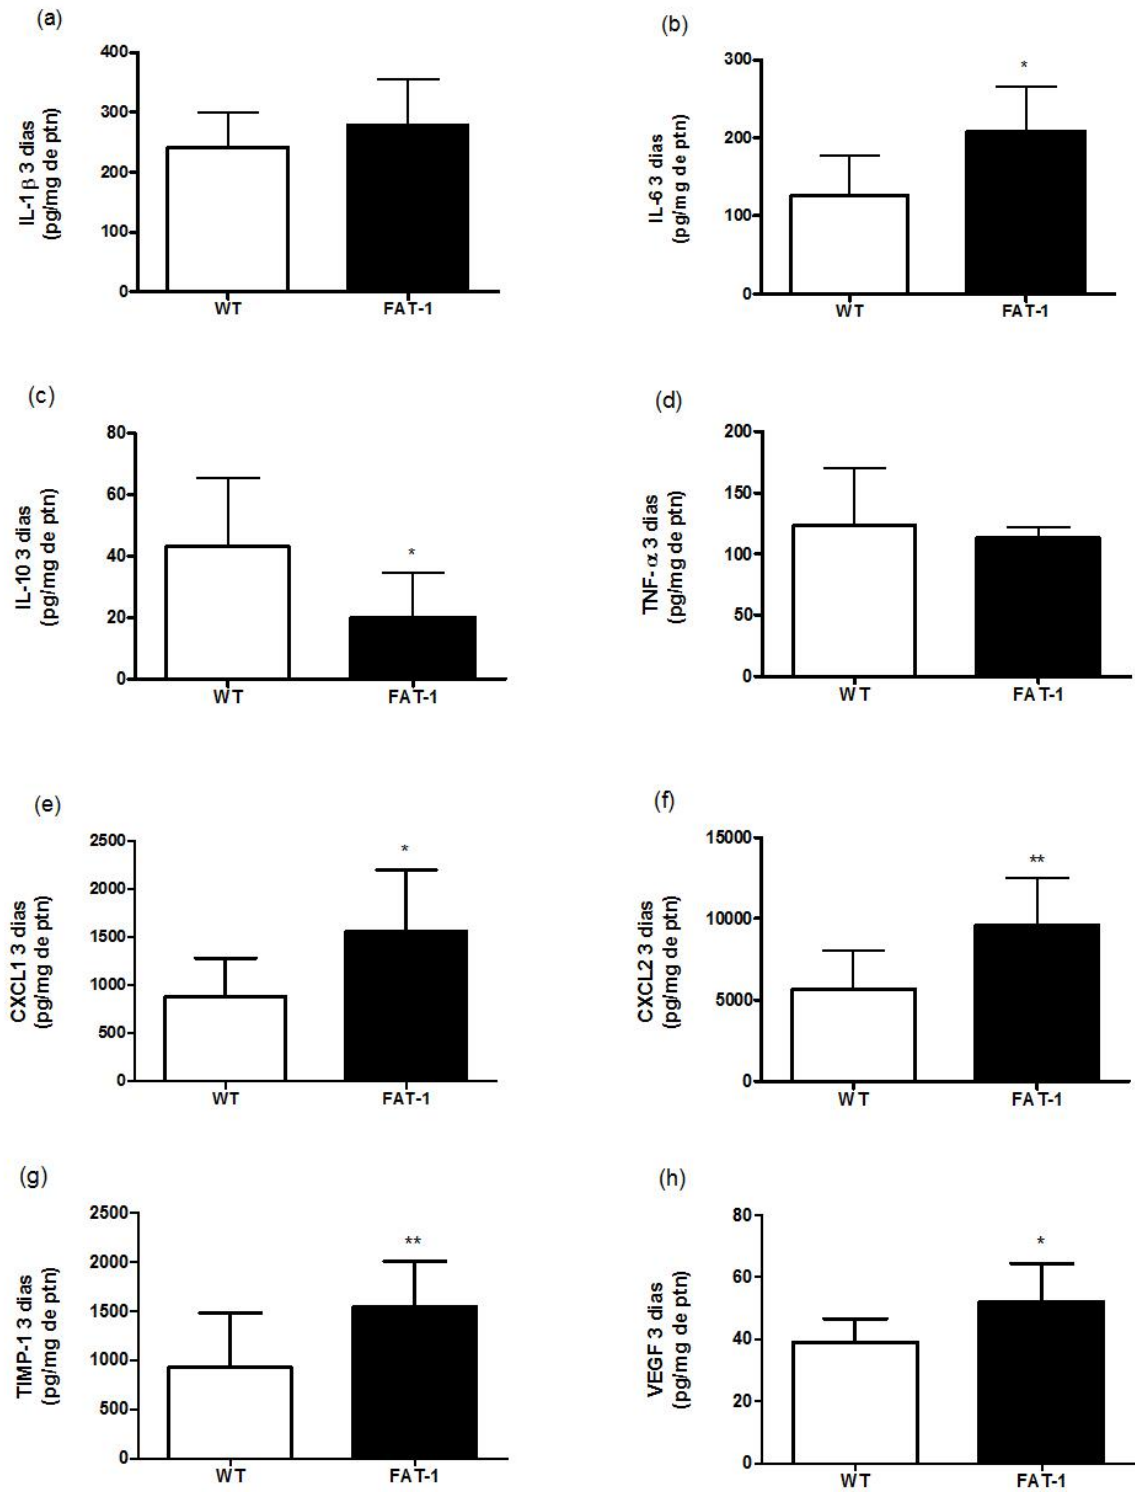 (a)
IL-1 β 3 dias
(pg/mg de ptn)
400
300
200
100
0
WT
FAT-1
(b)
IL-6 3 dias
(pg/mg de ptn)
300
200
100
0
*
WT
FAT-1
(c)
IL-10 3 dias
(pg/mg de ptn)
80
60
40
20
0
*
WT
FAT-1
(d)
TNF- α 3 dias
(pg/mg de ptn)
200
150
100
50
0
WT
FAT-1
(e)
CXCL1 3 dias
(pg/mg de ptn)
2500
2000
1500
1000
500
0
*
WT
FAT-1
(f)
CXCL2 3 dias
(pg/mg de ptn)
15000
10000
5000
0
**
WT
FAT-1
(g)
TIMP-1 3 dias
(pg/mg de ptn)
2500
2000
1500
1000
500
0
**
WT
FAT-1
(h)
VEGF 3 dias
(pg/mg de ptn)
80
60
40
20
0
*
WT
FAT-1